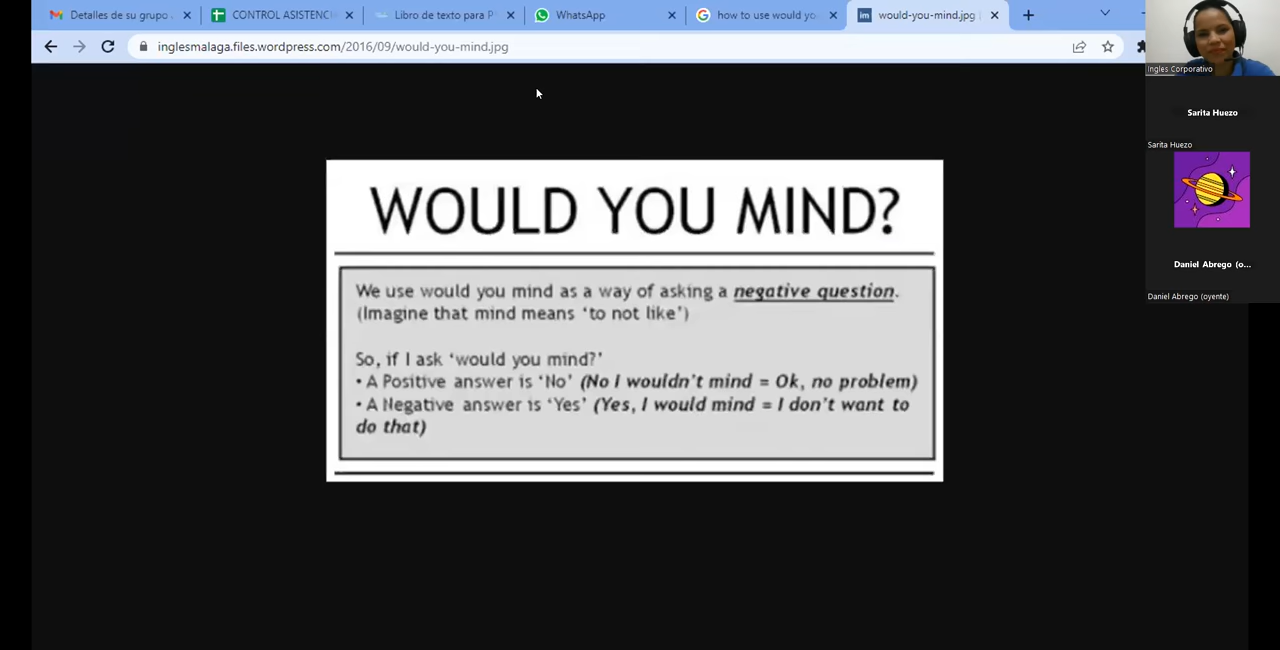 Detalles de su grupo
CONTROL ASISTENCI
Libro de texto para P
WhatsApp
how to use would yo
would-you-mind.jpg
inglesmalaga.files.wordpress.com/2016/09/would-you-mind.jpg
Ingles Corporativo
Sarita Huezo
Sarita Huezo
Daniel Abrego (o...
Daniel Abrego (oyente)
WOULD YOU MIND?
We use would you mind as a way of asking a negative question.
(Imagine that mind means ‘to not like’)
So, if I ask ‘would you mind?’
• A Positive answer is ‘No’ (No I wouldn’t mind = Ok, no problem)
• A Negative answer is ‘Yes’ (Yes, I would mind = I don’t want to
do that)